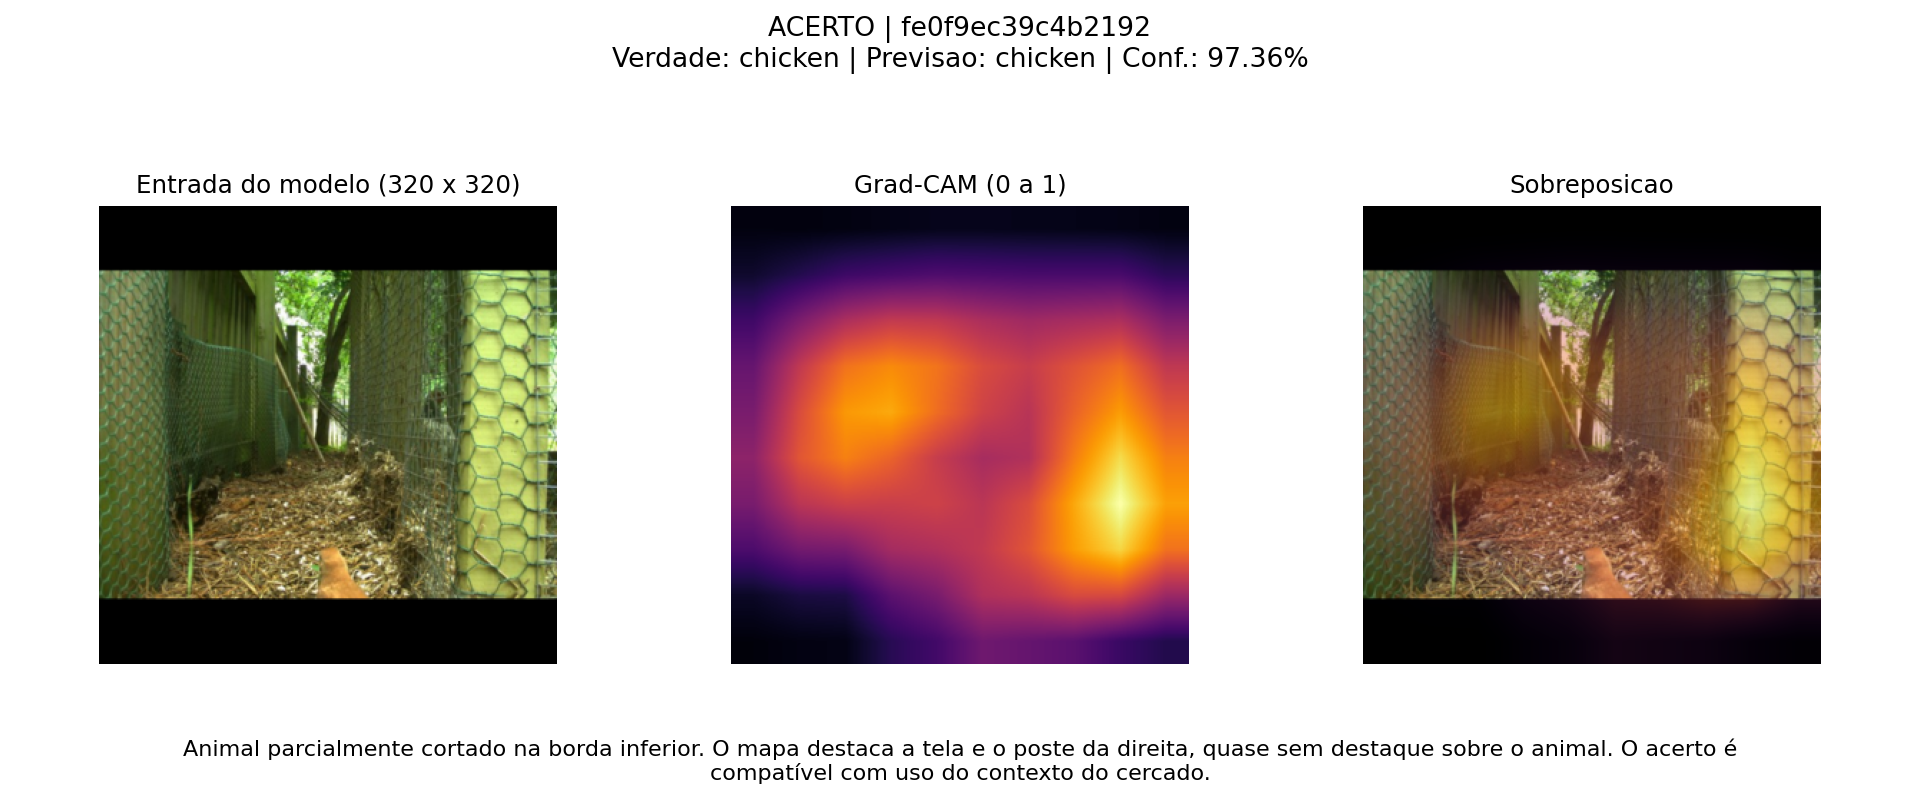 ACERTO | fe0f9ec39c4b2192
Verdade: chicken | Previsao: chicken | Conf.: 97.36%
Entrada do modelo (320 x 320)
Grad-CAM (0 a 1)
Sobreposicao
Animal parcialmente cortado na borda inferior. O mapa destaca a tela e o poste da direita, quase sem destaque sobre o animal. O acerto é
compatível com uso do contexto do cercado.